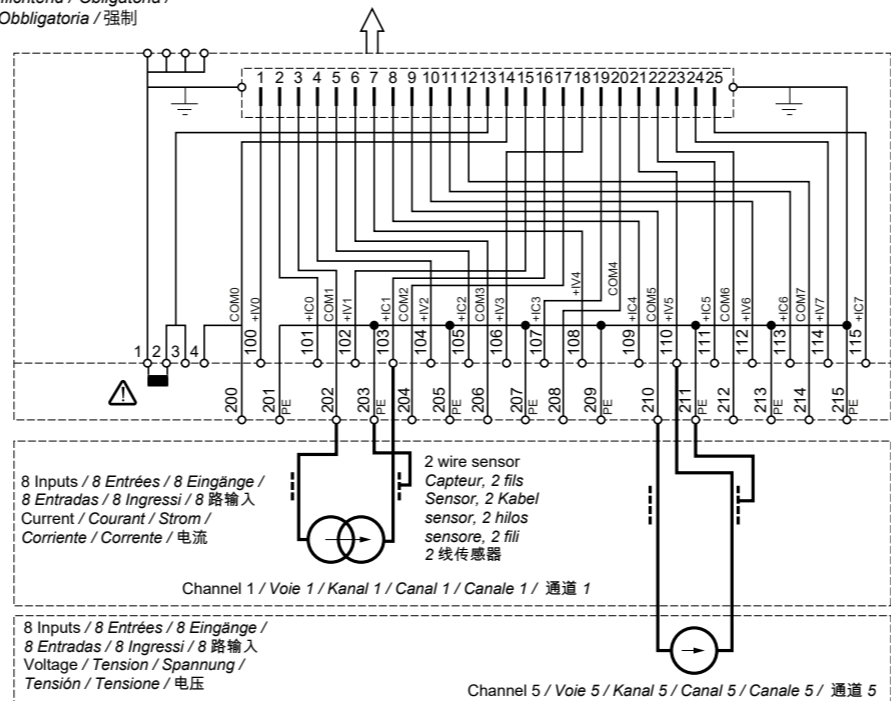 Obbligatoria / 强制
1 2 3 4 5 6 7 8 9 10 11 12 13 14 15 16 17 18 19 20 21 22 23 24 25
1 2 3 4
COM0
100 +IV0
101 +IC0
COM1
102 +IV1
103 +IC1
COM2
104 +IV2
105 +IC2
COM3
106 +IV3
107 +IC3
+IV4
108
COM4
109 +IC4
COM5
110 +IV5
111 +IC5
COM6
112 +IV6
113 +IC6
COM7
114 +IV7
115 +IC7
200
201 PE
202
203 PE
204
205 PE
206
207 PE
208
209 PE
210
211 PE
212
213 PE
214
215 PE
8 Inputs / 8 Entrées / 8 Eingänge /
8 Entradas / 8 Ingressi / 8 路输入
Current / Courant / Strom /
Corriente / Corrente / 电流
2 wire sensor
Capteur, 2 fils
Sensor, 2 Kabel
sensor, 2 hilos
sensore, 2 fili
2 线传感器
Channel 1 / Voie 1 / Kanal 1 / Canal 1 / Canale 1 / 通道 1
8 Inputs / 8 Entrées / 8 Eingänge /
8 Entradas / 8 Ingressi / 8 路输入
Voltage / Tension / Spannung /
Tensión / Tensione / 电压
Channel 5 / Voie 5 / Kanal 5 / Canal 5 / Canale 5 / 通道 5